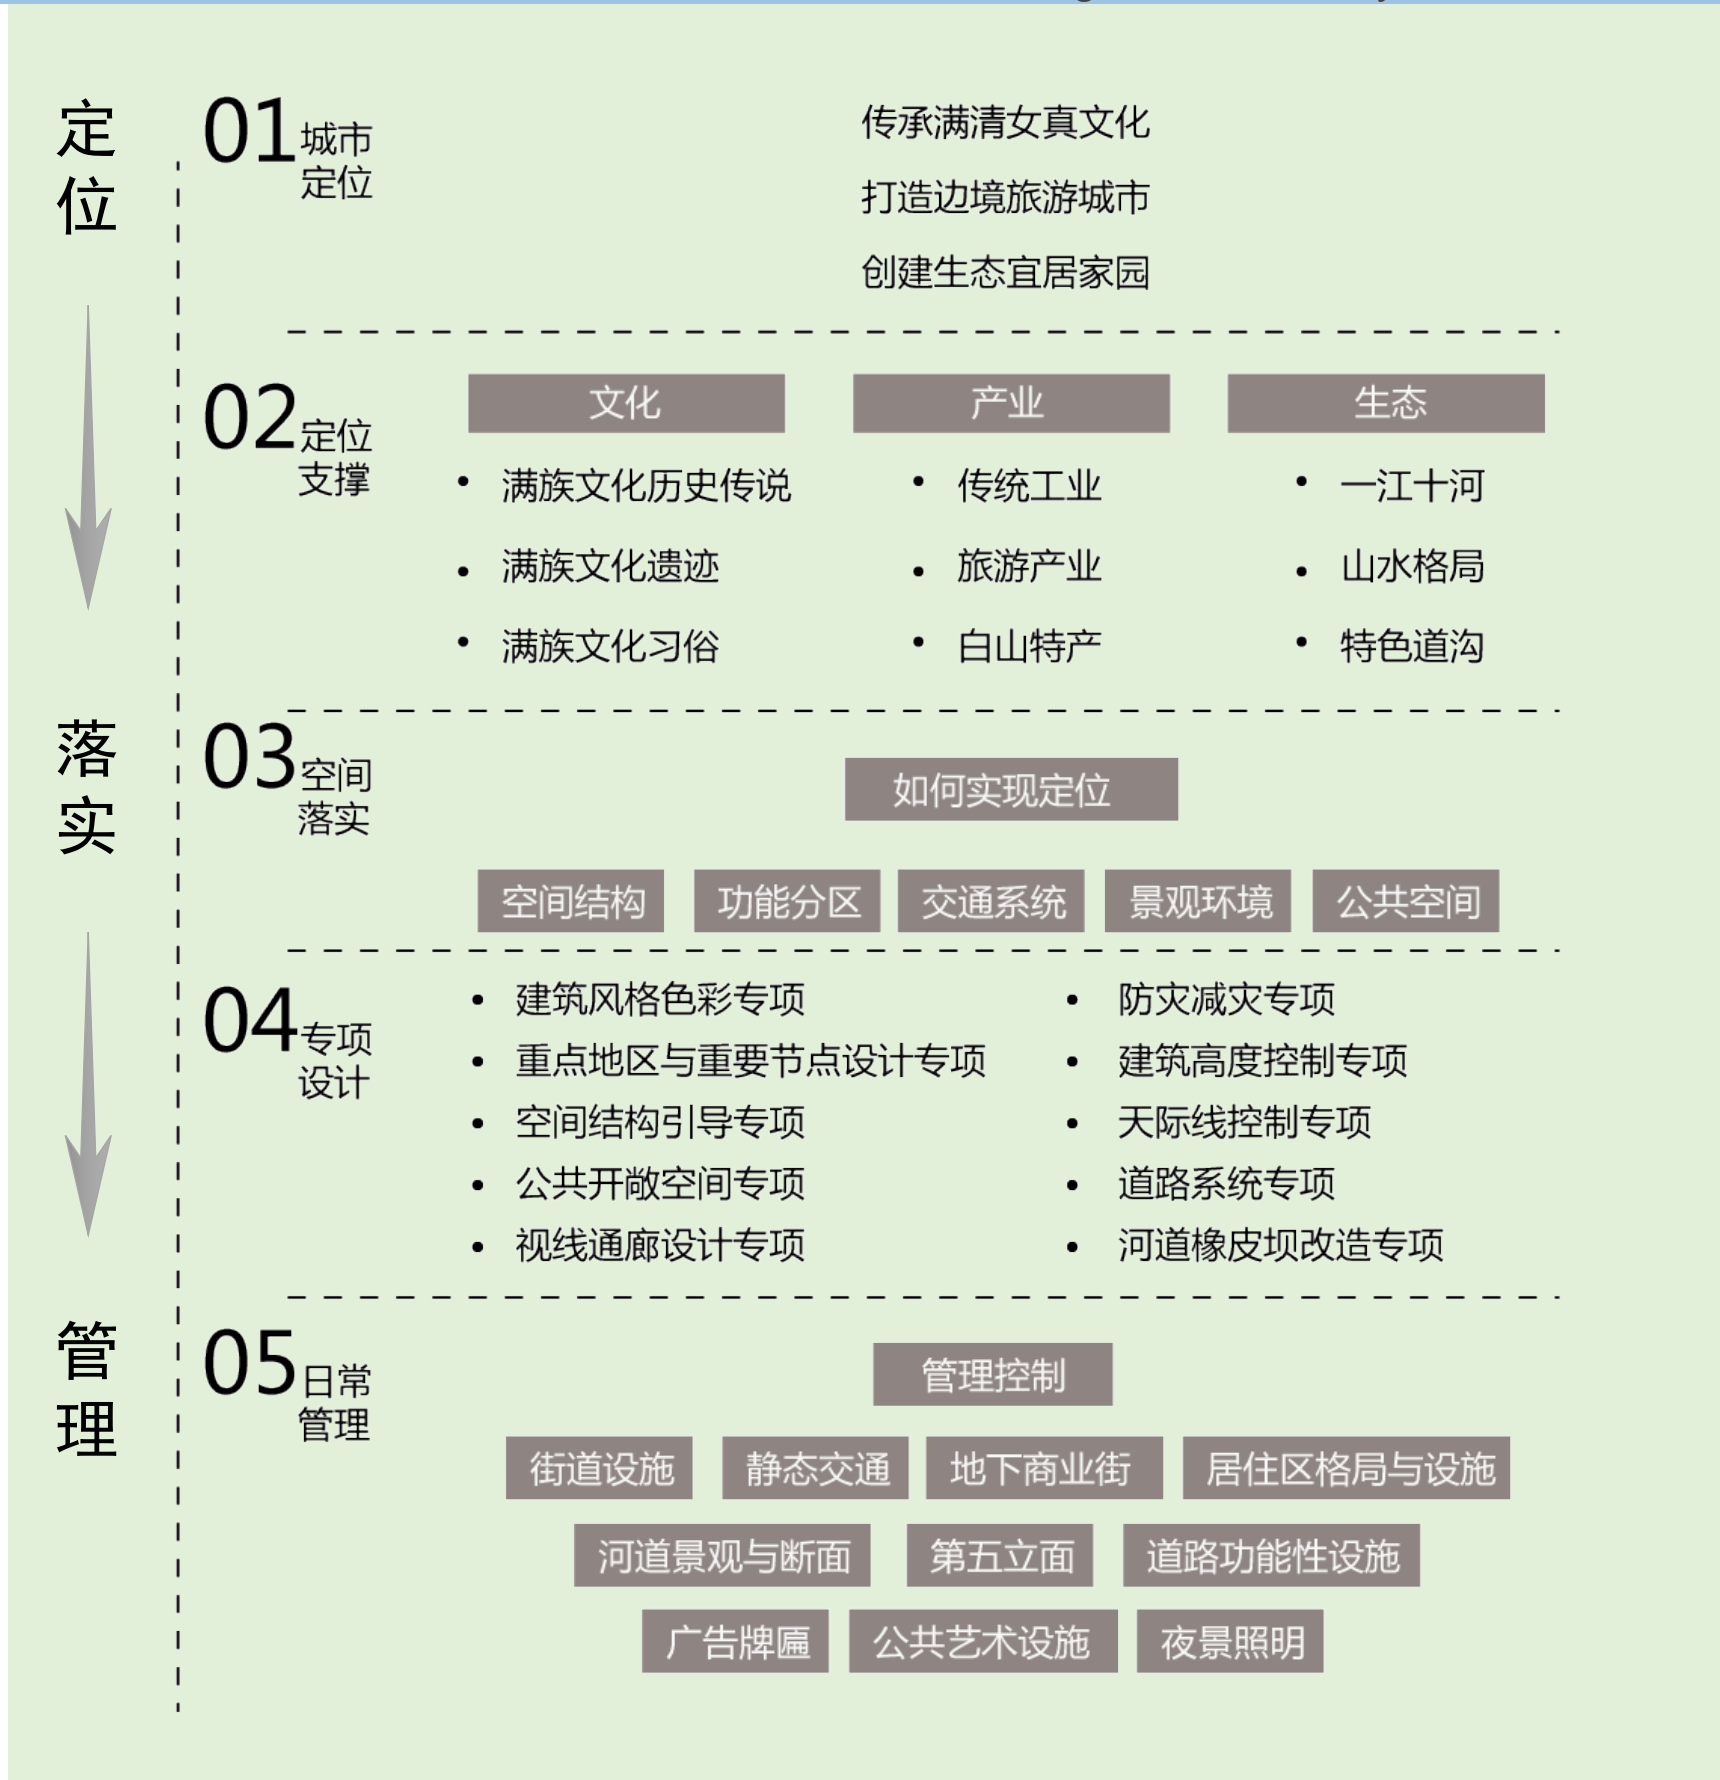 定位
01 城市定位
传承满清女真文化
打造边境旅游城市
创建生态宜居家园
02 定位支撑
文化 产业 生态
• 满族文化历史传说 • 传统工业 • 一江十河
• 满族文化遗迹 • 旅游产业 • 山水格局
• 满族文化习俗 • 白山特产 • 特色道沟
落实
03 空间落实
如何实现定位
空间结构 功能分区 交通系统 景观环境 公共空间
04 专项设计
• 建筑风格色彩专项 • 防灾减灾专项
• 重点地区与重要节点设计专项 • 建筑高度控制专项
• 空间结构引导专项 • 天际线控制专项
• 公共开敞空间专项 • 道路系统专项
• 视线通廊设计专项 • 河道橡皮坝改造专项
管理
05 日常管理
管理控制
街道设施 静态交通 地下商业街 居住区格局与设施
河道景观与断面 第五立面 道路功能性设施
广告牌匾 公共艺术设施 夜景照明